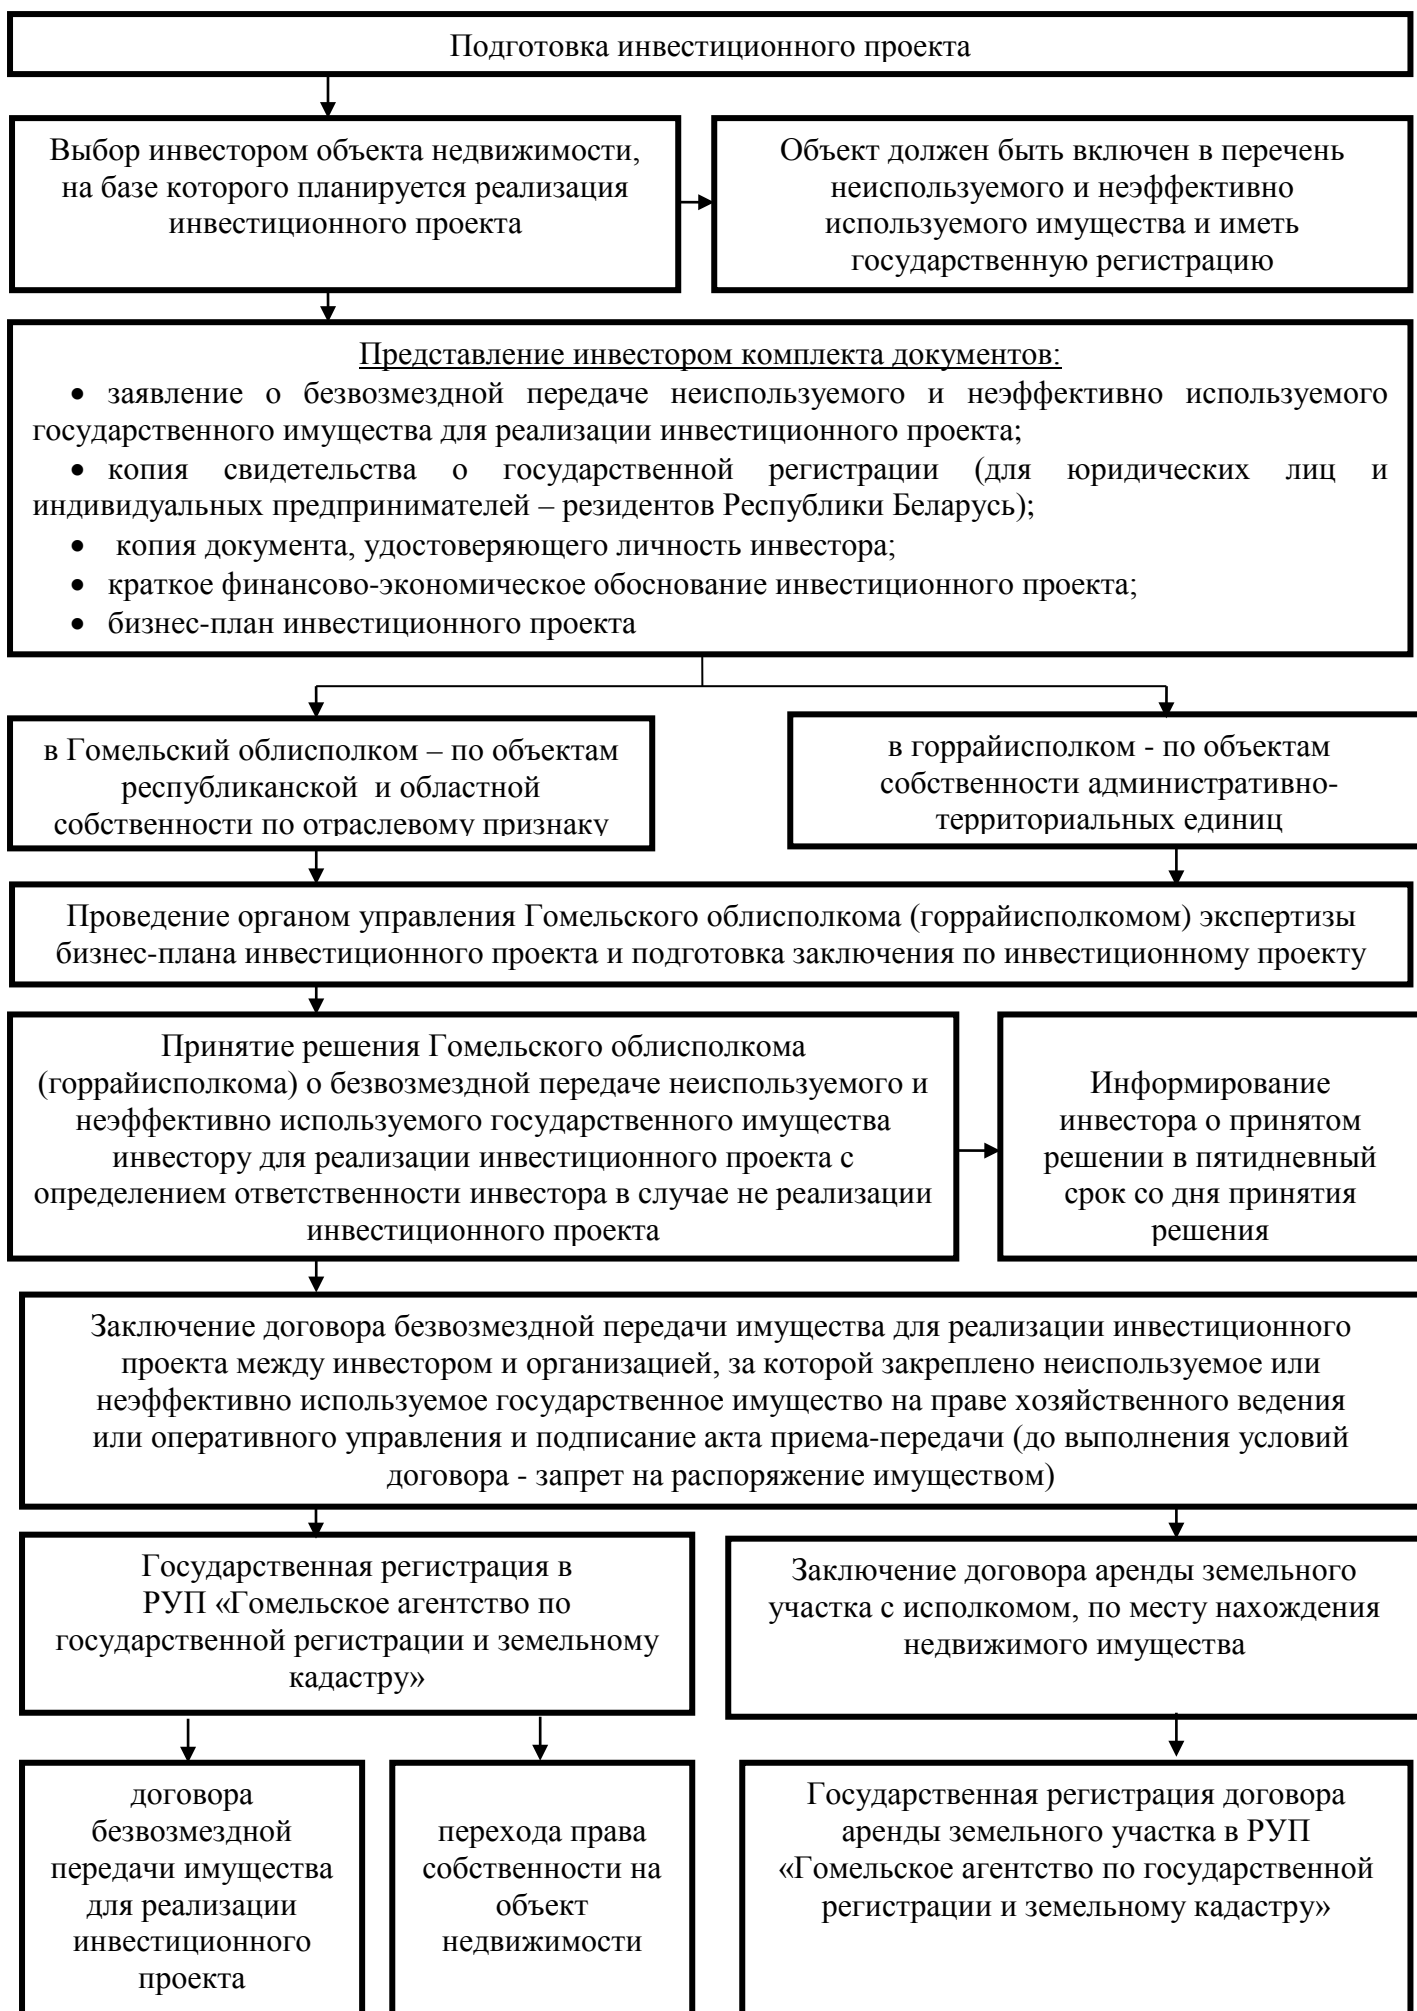 Подготовка инвестиционного проекта
Выбор инвестором объекта недвижимости,
на базе которого планируется реализация
инвестиционного проекта
Объект должен быть включен в перечень
неиспользуемого и неэффективно
используемого имущества и иметь
государственную регистрацию
Представление инвестором комплекта документов:
• заявление о безвозмездной передаче неиспользуемого и неэффективно используемого
государственного имущества для реализации инвестиционного проекта;
• копия свидетельства о государственной регистрации (для юридических лиц и
индивидуальных предпринимателей – резидентов Республики Беларусь);
• копия документа, удостоверяющего личность инвестора;
• краткое финансово-экономическое обоснование инвестиционного проекта;
• бизнес-план инвестиционного проекта
в Гомельский облисполком – по объектам
республиканской и областной
собственности по отраслевому признаку
в горрайисполком - по объектам
собственности административно-
территориальных единиц
Проведение органом управления Гомельского облисполкома (горрайисполкомом) экспертизы
бизнес-плана инвестиционного проекта и подготовка заключения по инвестиционному проекту
Принятие решения Гомельского облисполкома
(горрайисполкома) о безвозмездной передаче неиспользуемого и
неэффективно используемого государственного имущества
инвестору для реализации инвестиционного проекта с
определением ответственности инвестора в случае не реализации
инвестиционного проекта
Информирование
инвестора о принятом
решении в пятидневный
срок со дня принятия
решения
Заключение договора безвозмездной передачи имущества для реализации инвестиционного
проекта между инвестором и организацией, за которой закреплено неиспользуемое или
неэффективно используемое государственное имущество на праве хозяйственного ведения
или оперативного управления и подписание акта приема-передачи (до выполнения условий
договора - запрет на распоряжение имуществом)
Государственная регистрация в
РУП «Гомельское агентство по
государственной регистрации и земельному
кадастру»
Заключение договора аренды земельного
участка с исполкомом, по месту нахождения
недвижимого имущества
договора
безвозмездной
передачи имущества
для реализации
инвестиционного
проекта
перехода права
собственности на
объект
недвижимости
Государственная регистрация договора
аренды земельного участка в РУП
«Гомельское агентство по государственной
регистрации и земельному кадастру»